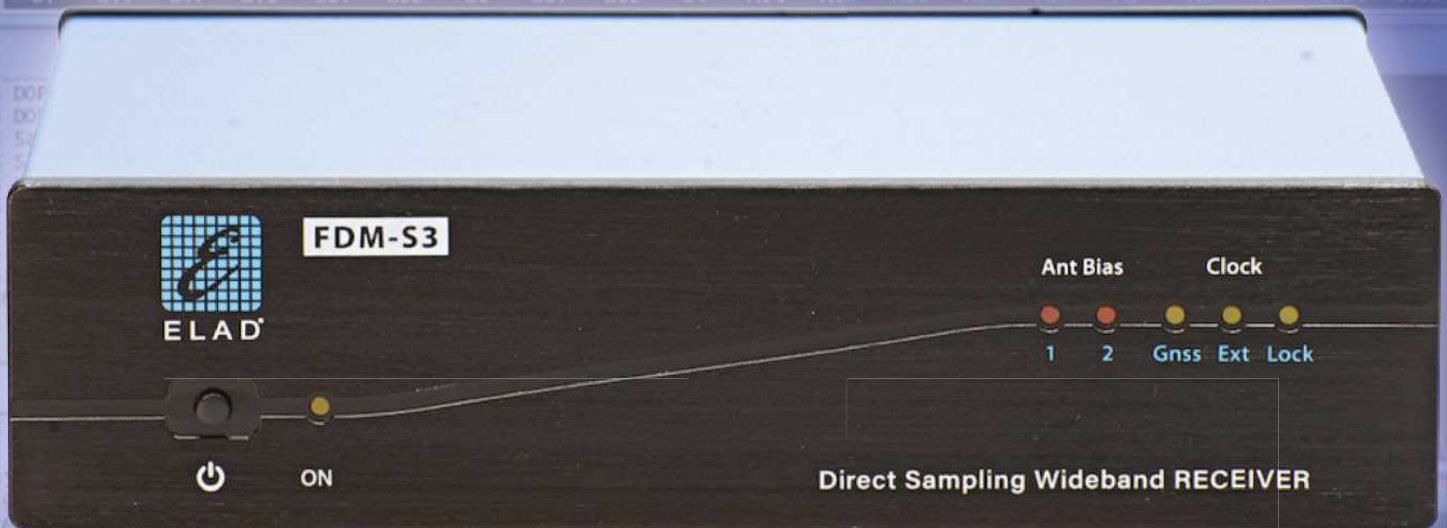 FDM-S3
ELAD
Ant Bias Clock
1 2 Gnss Ext Lock
ON
Direct Sampling Wideband RECEIVER